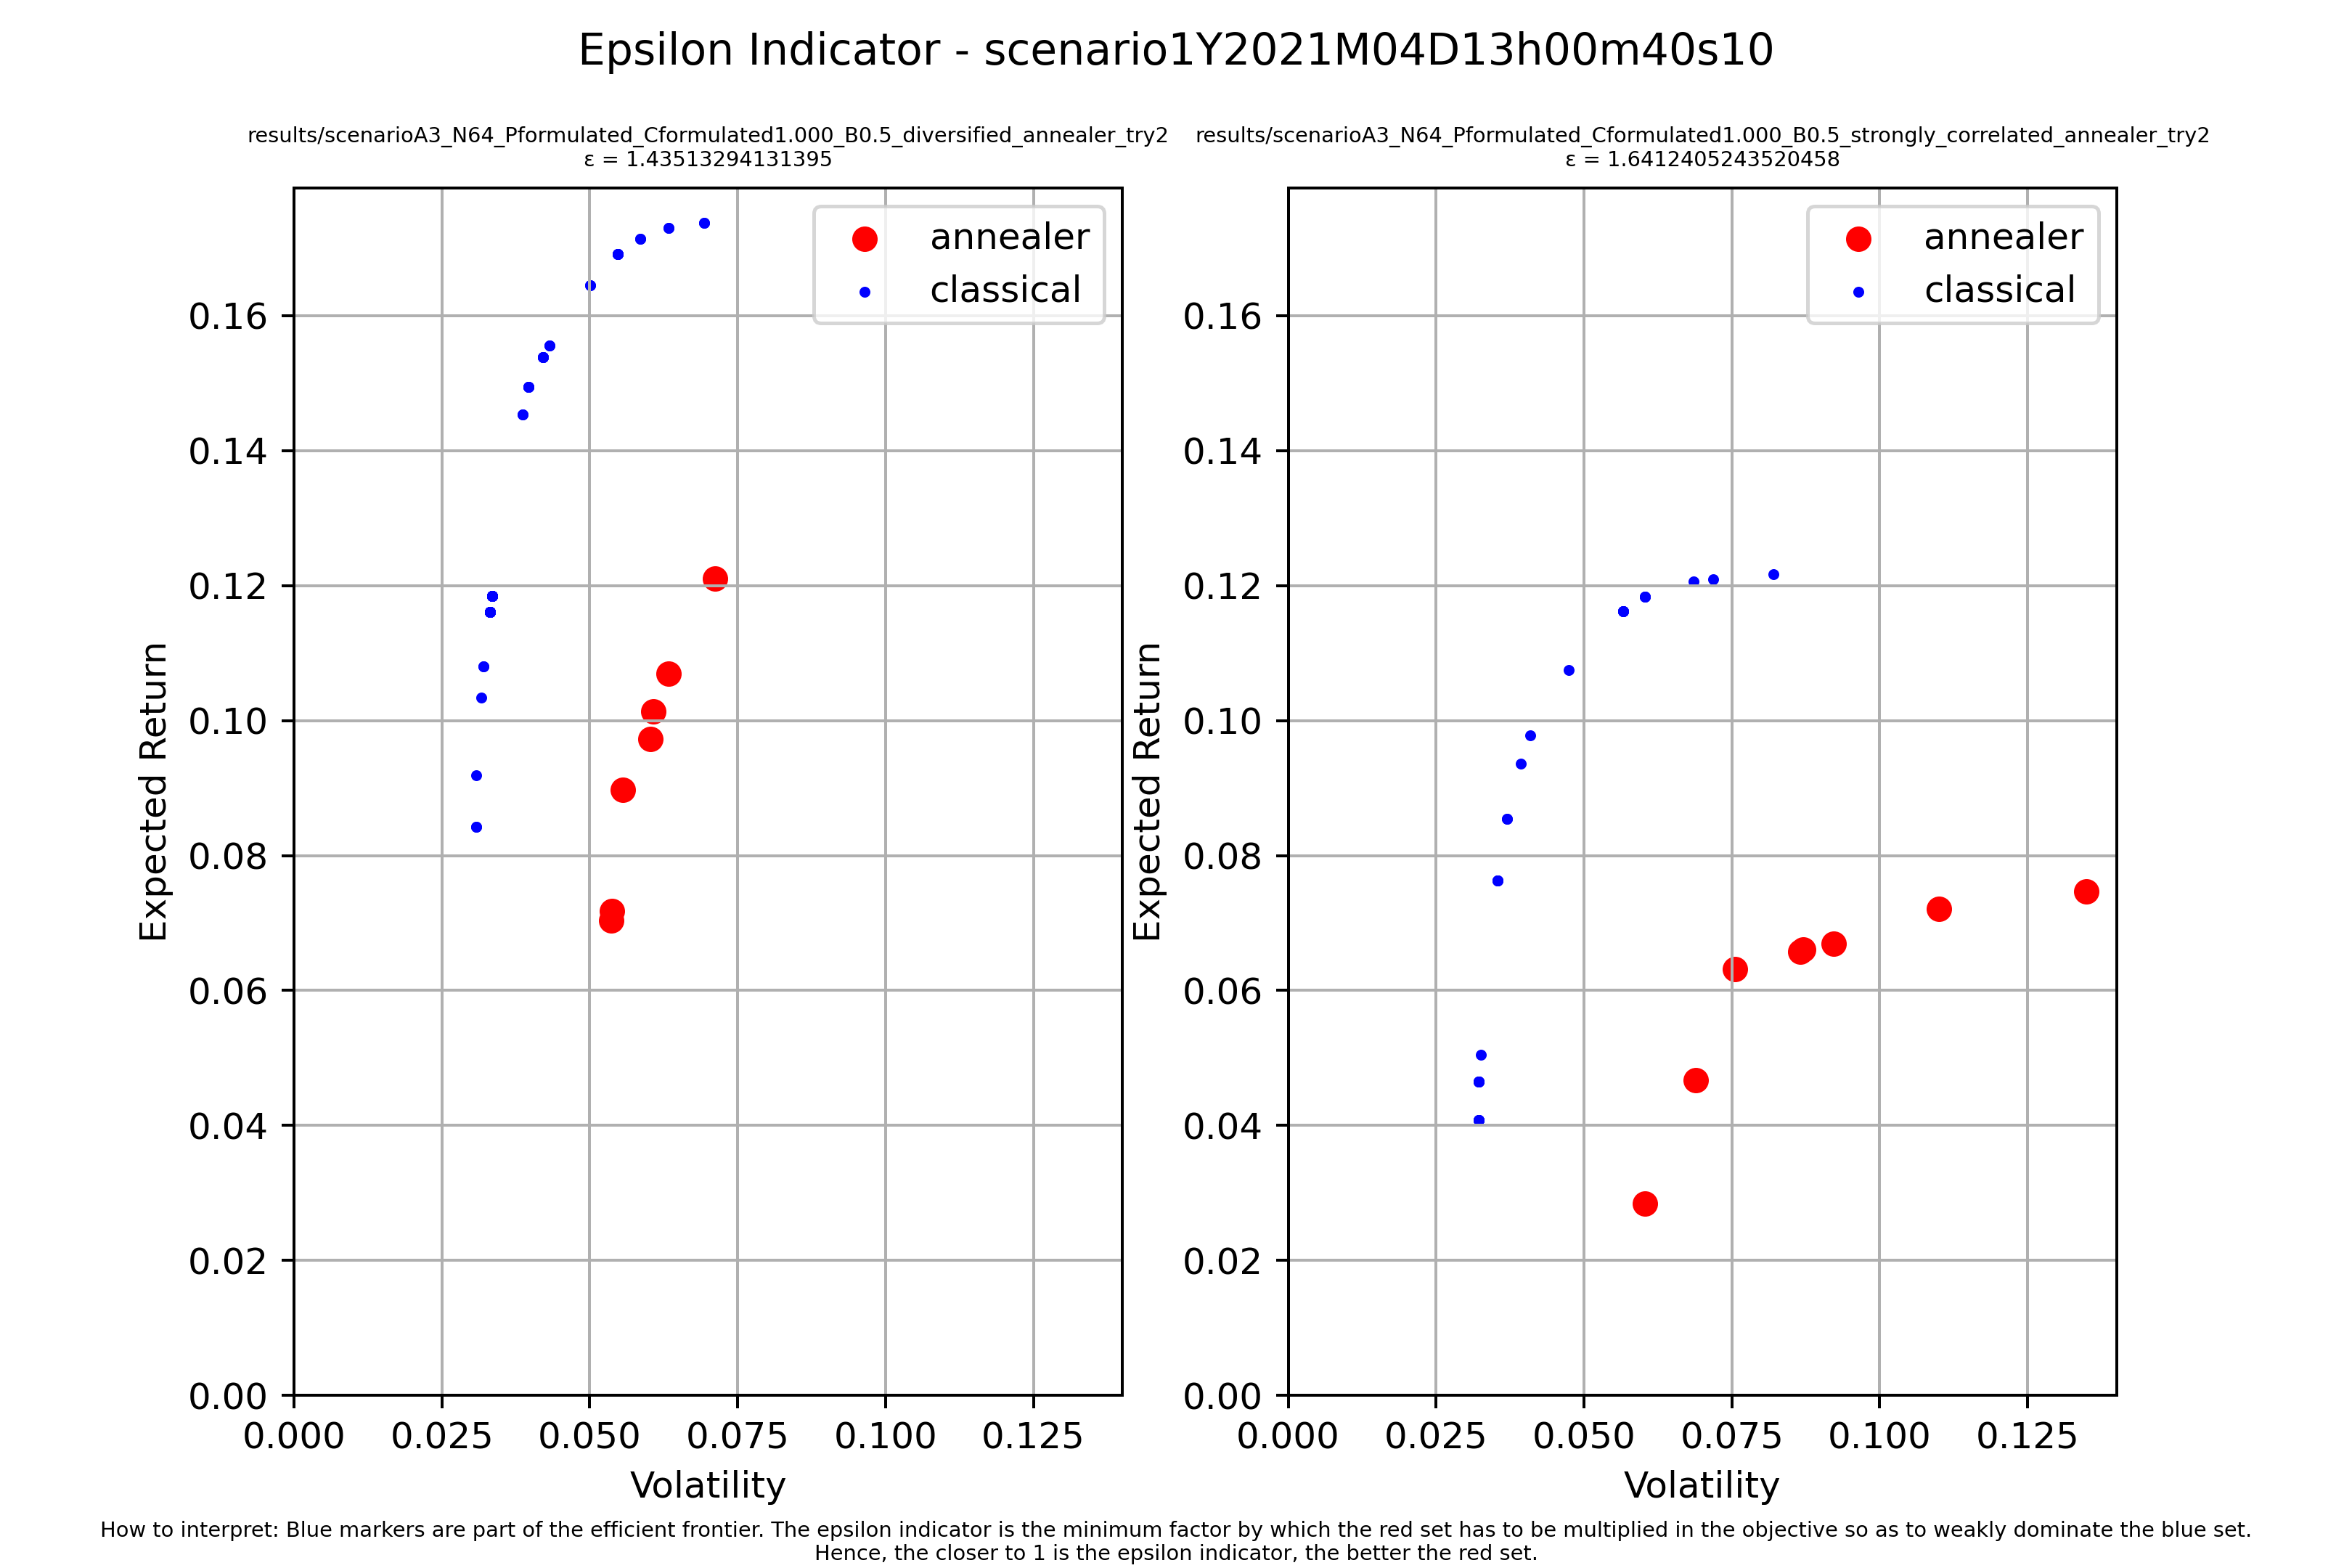 Epsilon Indicator - scenario1Y2021M04D13h00m40s10
results/scenarioA3_N64_Pformulated_Cformulated1.000_B0.5_diversified_annealer_try2
ε = 1.43513294131395
annealer
classical
0.16
0.14
0.12
0.10
0.08
0.06
0.04
0.02
0.00
Expected Return
0.000 0.025 0.050 0.075 0.100 0.125
Volatility
results/scenarioA3_N64_Pformulated_Cformulated1.000_B0.5_strongly_correlated_annealer_try2
ε = 1.6412405243520458
annealer
classical
0.16
0.14
0.12
0.10
0.08
0.06
0.04
0.02
0.00
Expected Return
0.000 0.025 0.050 0.075 0.100 0.125
Volatility
How to interpret: Blue markers are part of the efficient frontier. The epsilon indicator is the minimum factor by which the red set has to be multiplied in the objective so as to weakly dominate the blue set.
Hence, the closer to 1 is the epsilon indicator, the better the red set.